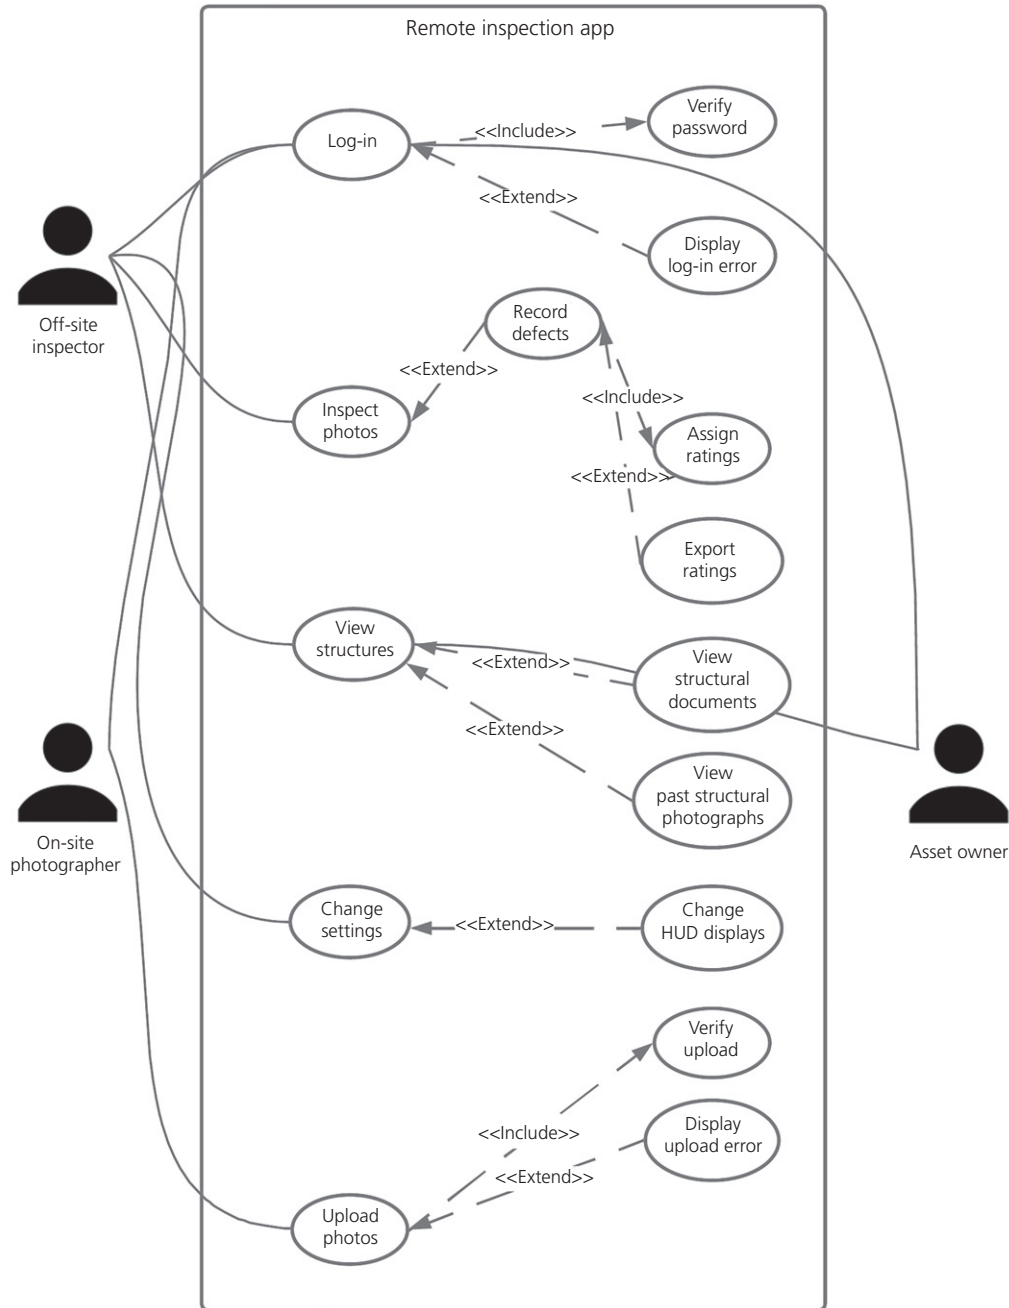 Remote inspection app
Log-in
<<Include>>
Verify
password
<<Extend>>
Display
log-in error
Off-site
inspector
Record
defects
<<Extend>>
Inspect
photos
<<Include>>
Assign
ratings
<<Extend>>
Export
ratings
View
structures
<<Extend>>
View
structural
documents
<<Extend>>
View
past structural
photographs
On-site
photographer
Asset owner
Change
settings
<<Extend>>
Change
HUD displays
Verify
upload
<<Include>>
Display
upload error
<<Extend>>
Upload
photos